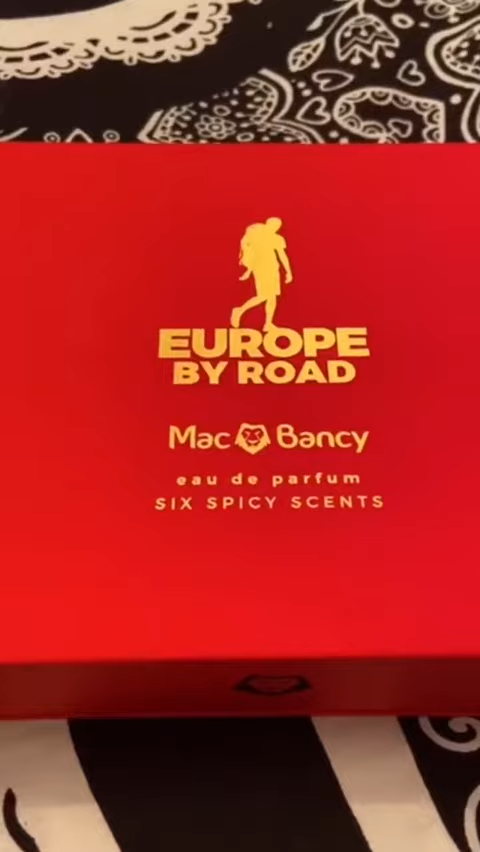 EUROPE
BY ROAD
Mac Bancy
eau de parfum
SIX SPICY SCENTS